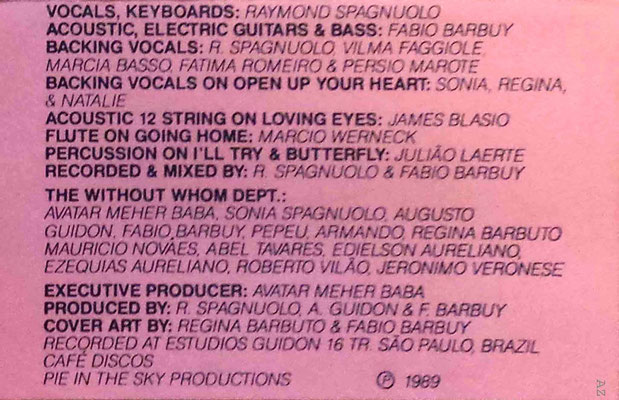 VOCALS, KEYBOARDS: RAYMOND SPAGNUOLO
ACOUSTIC, ELECTRIC GUITARS & BASS: FABIO BARBUY
BACKING VOCALS: R. SPAGNUOLO, VILMA FAGGIOLE,
MARCIA BASSO, FATIMA ROMEIRO & PERSIO MAROTE
BACKING VOCALS ON OPEN UP YOUR HEART: SONIA, REGINA,
& NATALIE
ACOUSTIC 12 STRING ON LOVING EYES: JAMES BLASIO
FLUTE ON GOING HOME: MARCIO WERNECK
PERCUSSION ON I'LL TRY & BUTTERFLY: JULIÃO LAERTE
RECORDED & MIXED BY: R. SPAGNUOLO & FABIO BARBUY
THE WITHOUT WHOM DEPT.:
AVATAR MEHER BABA, SONIA SPAGNUOLO, AUGUSTO
GUIDON, FABIO BARBUY, PEPEU, ARMANDO, REGINA BARBUTO
MAURICIO NOVAES, ABEL TAVARES, EDIELSON AURELIANO,
EZEQUIAS AURELIANO, ROBERTO VILÃO, JERONIMO VERONESE
EXECUTIVE PRODUCER: AVATAR MEHER BABA
PRODUCED BY: R. SPAGNUOLO, A. GUIDON & F. BARBUY
COVER ART BY: REGINA BARBUTO & FABIO BARBUY
RECORDED AT ESTUDIOS GUIDON 16 TR. SÃO PAULO, BRAZIL
CAFÉ DISCOS
PIE IN THE SKY PRODUCTIONS ℗ 1989
AZ